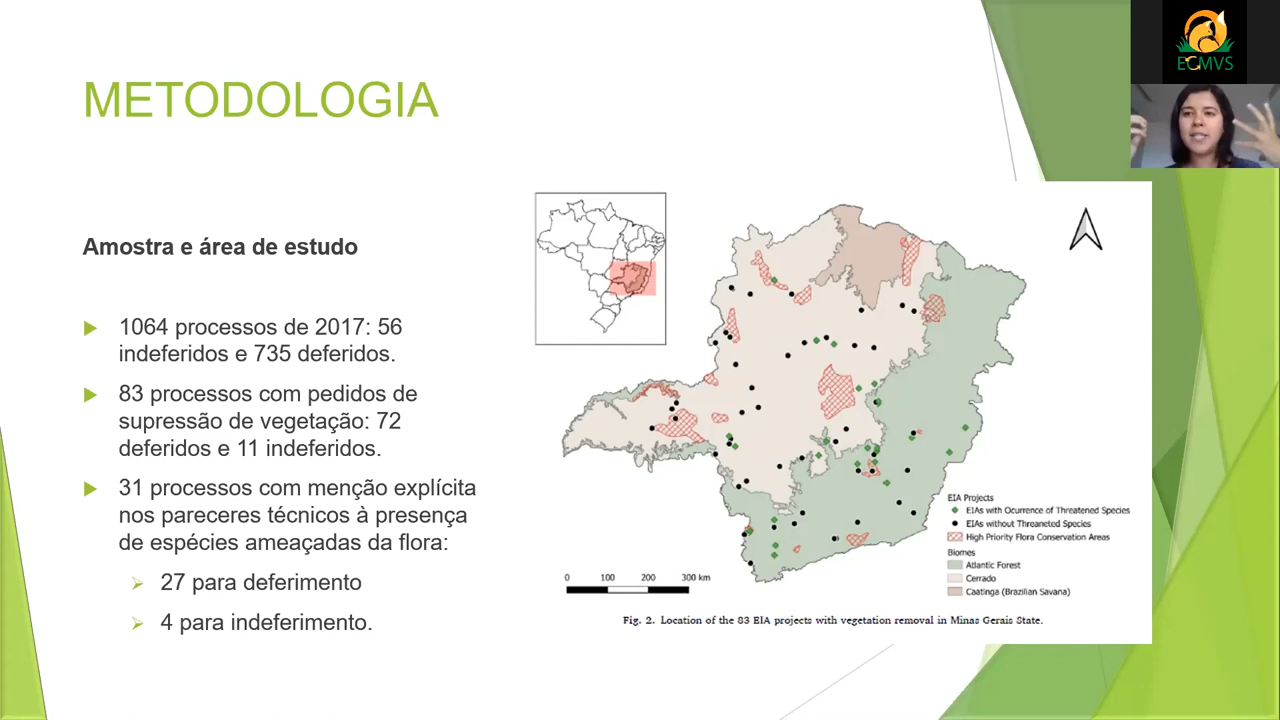 ECMVS
METODOLOGIA
Amostra e área de estudo
1064 processos de 2017: 56
indeferidos e 735 deferidos.
83 processos com pedidos de
supressão de vegetação: 72
deferidos e 11 indeferidos.
31 processos com menção explícita
nos pareceres técnicos à presença
de espécies ameaçadas da flora:
27 para deferimento
4 para indeferimento.
EIA Projects
EIAs with Ocurrence of Threatened Species
EIAs without Threaneted Species
High Priority Flora Conservation Areas
Biomes
Atlantic Forest
Cerrado
Caatinga (Brazilian Savana)
0 100 200 300 km
Fig. 2. Location of the 83 EIA projects with vegetation removal in Minas Gerais State.